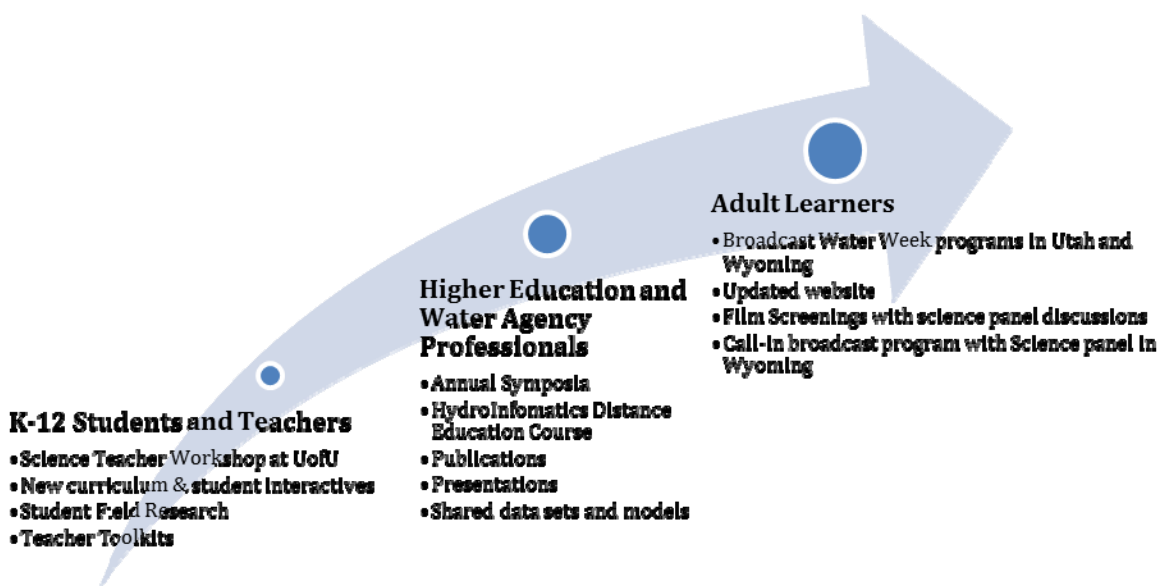 K-12 Students and Teachers
•Science Teacher Workshop at UofU
•New curriculum & student interactives
•Student Field Research
•Teacher Toolkits
Higher Education and
Water Agency
Professionals
•Annual Symposia
•HydroInfomatics Distance
Education Course
•Publications
•Presentations
•Shared data sets and models
Adult Learners
•Broadcast Water Week programs in Utah and
Wyoming
•Updated website
•Film Screenings with science panel discussions
•Call-in broadcast program with Science panel in
Wyoming